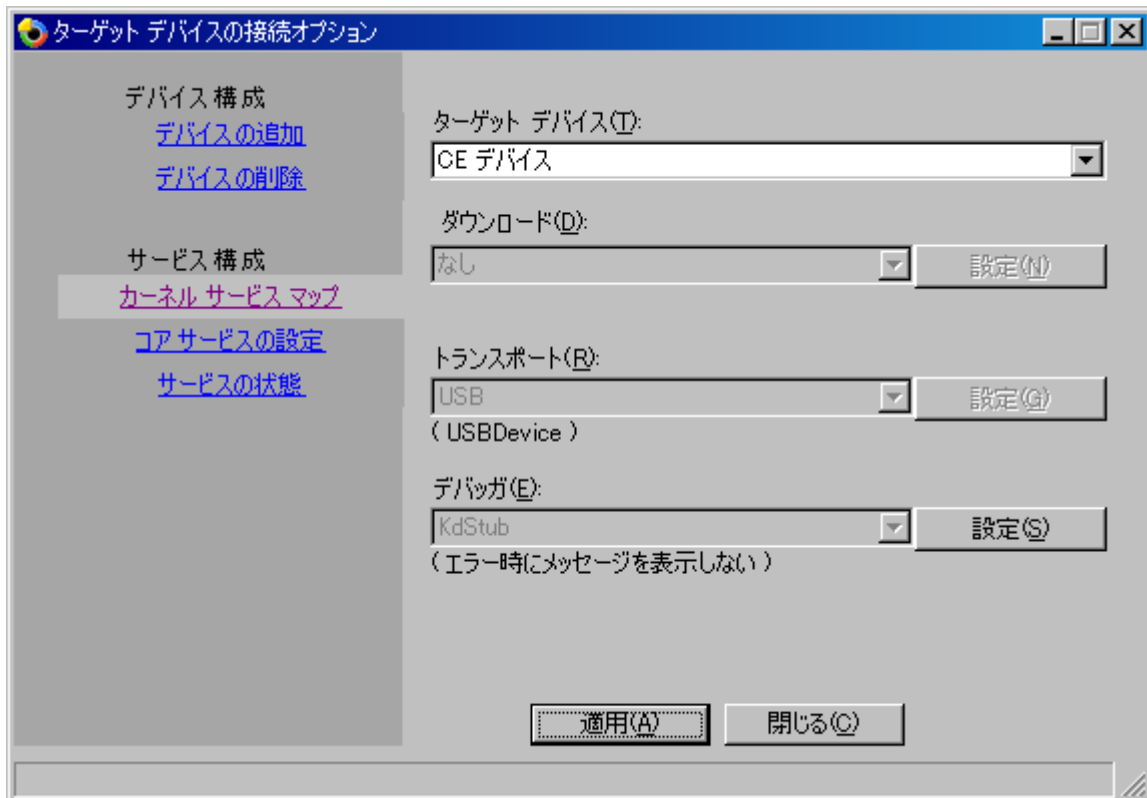 ターゲット デバイスの接続オプション
デバイス構成
デバイスの追加
デバイスの削除
サービス構成
カーネル サービス マップ
コア サービスの設定
サービスの状態
ターゲット デバイス(T):
CE デバイス
ダウンロード(D):
なし
設定(N)
トランスポート(R):
USB
設定(G)
( USBDevice )
デバッガ(E):
KdStub
設定(S)
( エラー時にメッセージを表示しない )
適用(A)
閉じる(C)